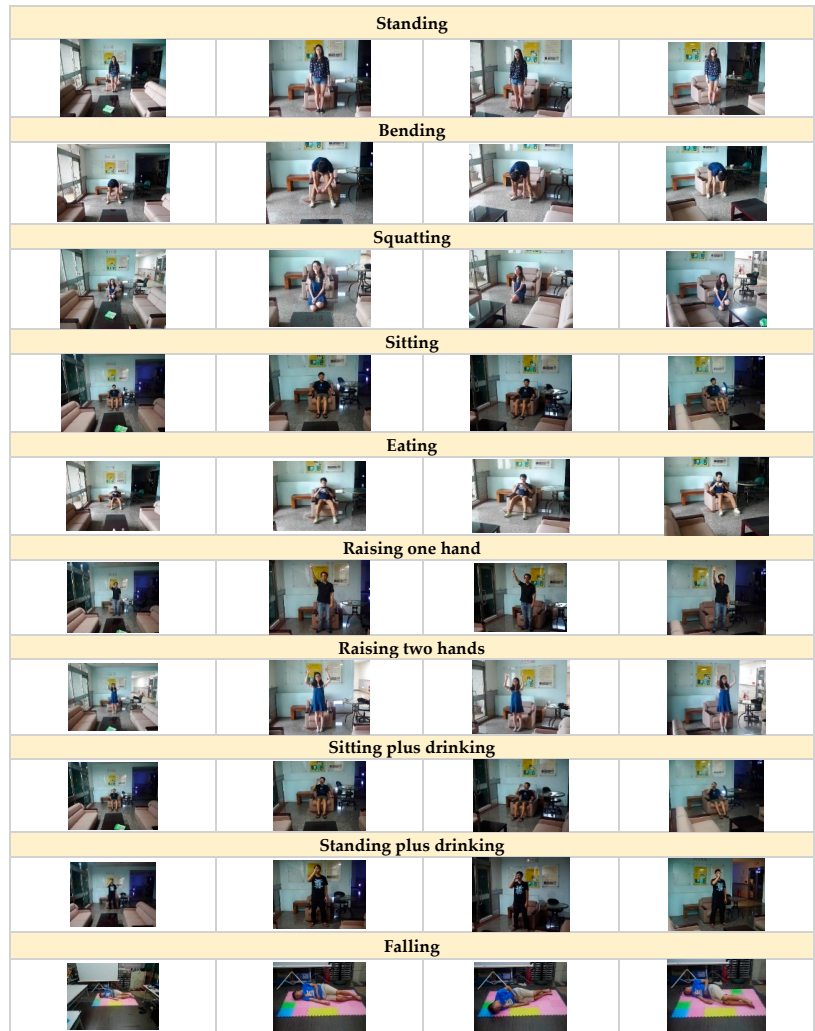 Standing
Bending
Squatting
Sitting
Eating
Raising one hand
Raising two hands
Sitting plus drinking
Standing plus drinking
Falling